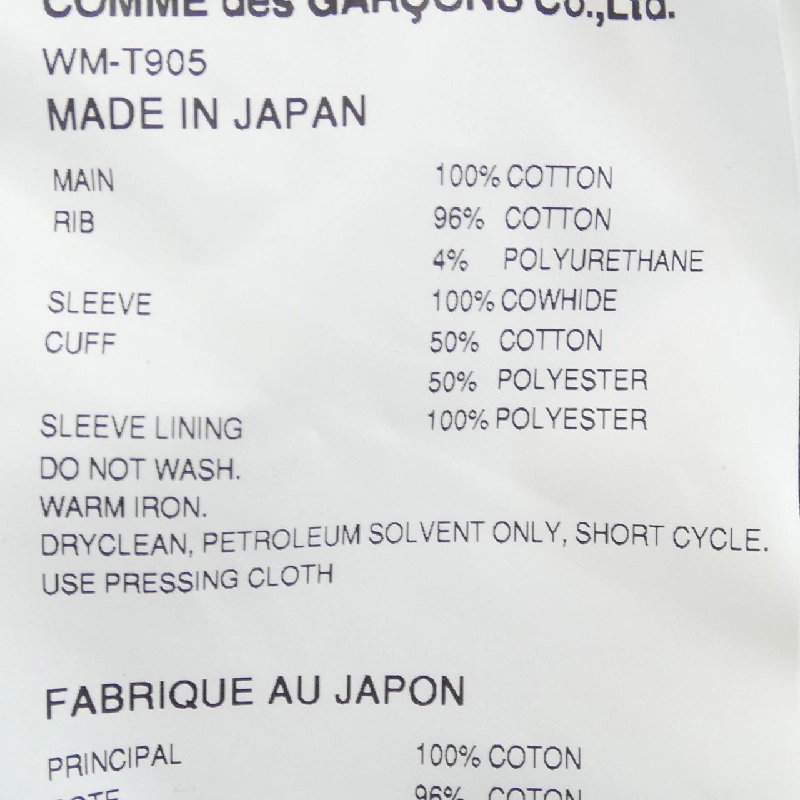 COMME des GARÇONS Co.,Ltd.
WM-T905
MADE IN JAPAN
MAIN 100% COTTON
RIB 96% COTTON
4% POLYURETHANE
SLEEVE 100% COWHIDE
CUFF 50% COTTON
50% POLYESTER
SLEEVE LINING 100% POLYESTER
DO NOT WASH.
WARM IRON.
DRYCLEAN, PETROLEUM SOLVENT ONLY, SHORT CYCLE.
USE PRESSING CLOTH
FABRIQUE AU JAPON
PRINCIPAL 100% COTON
96% COTON